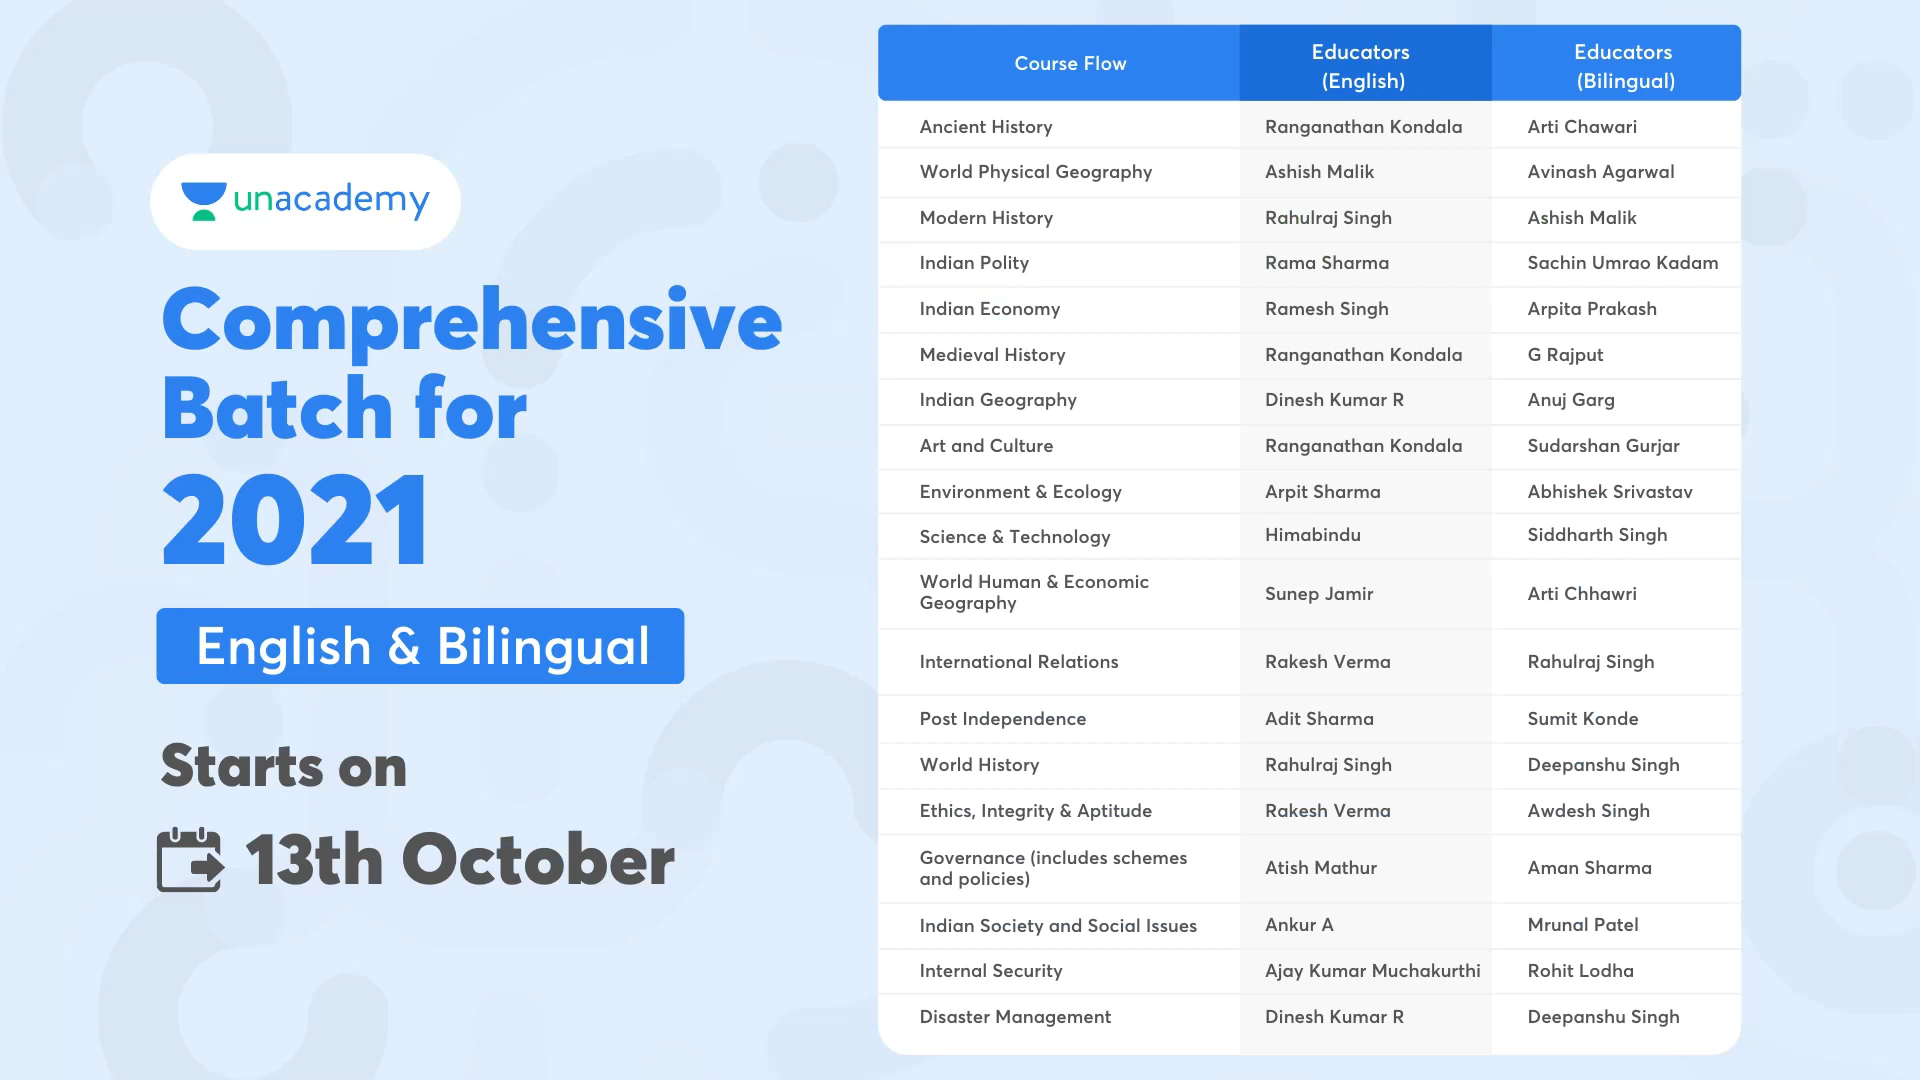 unacademy
Comprehensive
Batch for
2021
English & Bilingual
Starts on
13th October
Course Flow Educators (English) Educators (Bilingual)
Ancient History Ranganathan Kondala Arti Chawari
World Physical Geography Ashish Malik Avinash Agarwal
Modern History Rahulraj Singh Ashish Malik
Indian Polity Rama Sharma Sachin Umrao Kadam
Indian Economy Ramesh Singh Arpita Prakash
Medieval History Ranganathan Kondala G Rajput
Indian Geography Dinesh Kumar R Anuj Garg
Art and Culture Ranganathan Kondala Sudarshan Gurjar
Environment & Ecology Arpit Sharma Abhishek Srivastav
Science & Technology Himabindu Siddharth Singh
World Human & Economic Geography Sunep Jamir Arti Chhawri
International Relations Rakesh Verma Rahulraj Singh
Post Independence Adit Sharma Sumit Konde
World History Rahulraj Singh Deepanshu Singh
Ethics, Integrity & Aptitude Rakesh Verma Awdesh Singh
Governance (includes schemes and policies) Atish Mathur Aman Sharma
Indian Society and Social Issues Ankur A Mrunal Patel
Internal Security Ajay Kumar Muchakurthi Rohit Lodha
Disaster Management Dinesh Kumar R Deepanshu Singh